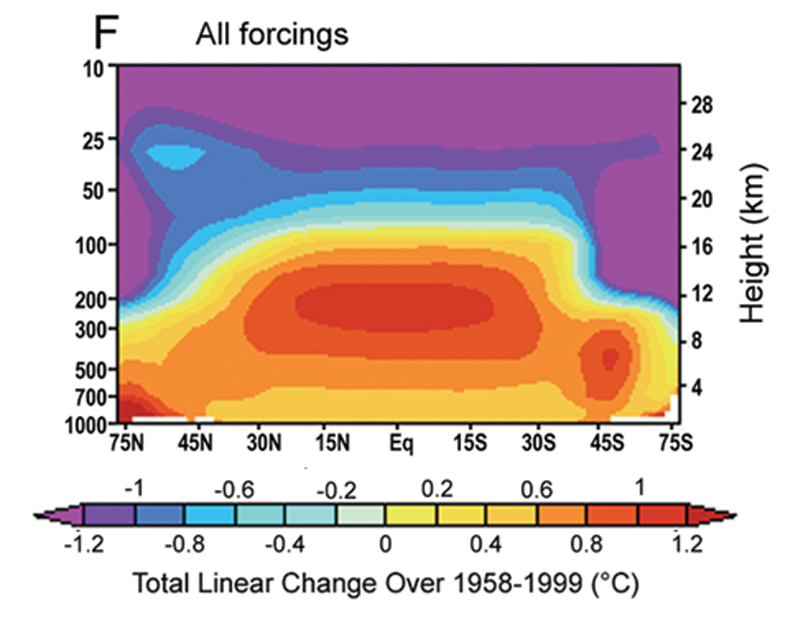 F
All forcings
10
25
50
100
200
300
500
700
1000
28
24
20
16
12
8
4
Height (km)
75N 45N 30N 15N Eq 15S 30S 45S 75S
-1 -0.6 -0.2 0.2 0.6 1
-1.2 -0.8 -0.4 0 0.4 0.8 1.2
Total Linear Change Over 1958-1999 (°C)